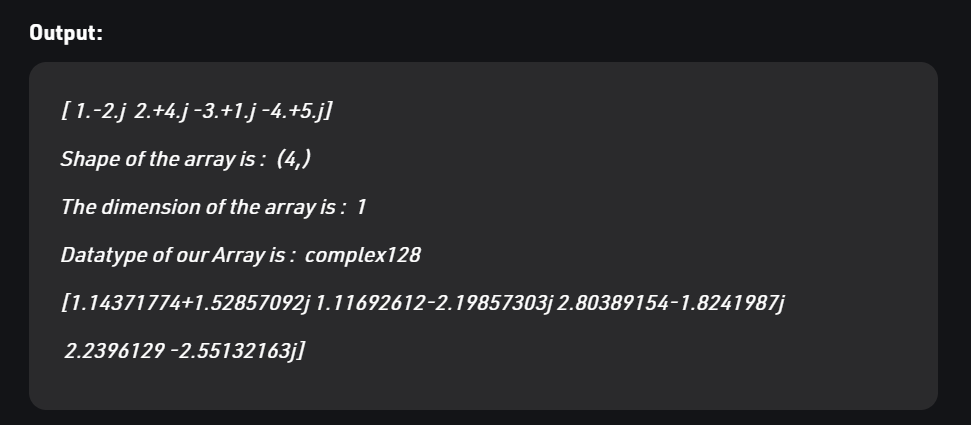 Output:
[ 1.-2.j 2.+4.j -3.+1.j -4.+5.j]
Shape of the array is : (4,)
The dimension of the array is : 1
Datatype of our Array is : complex128
[1.14371774+1.52857092j 1.11692612-2.19857303j 2.80389154-1.8241987j
2.2396129 -2.55132163j]